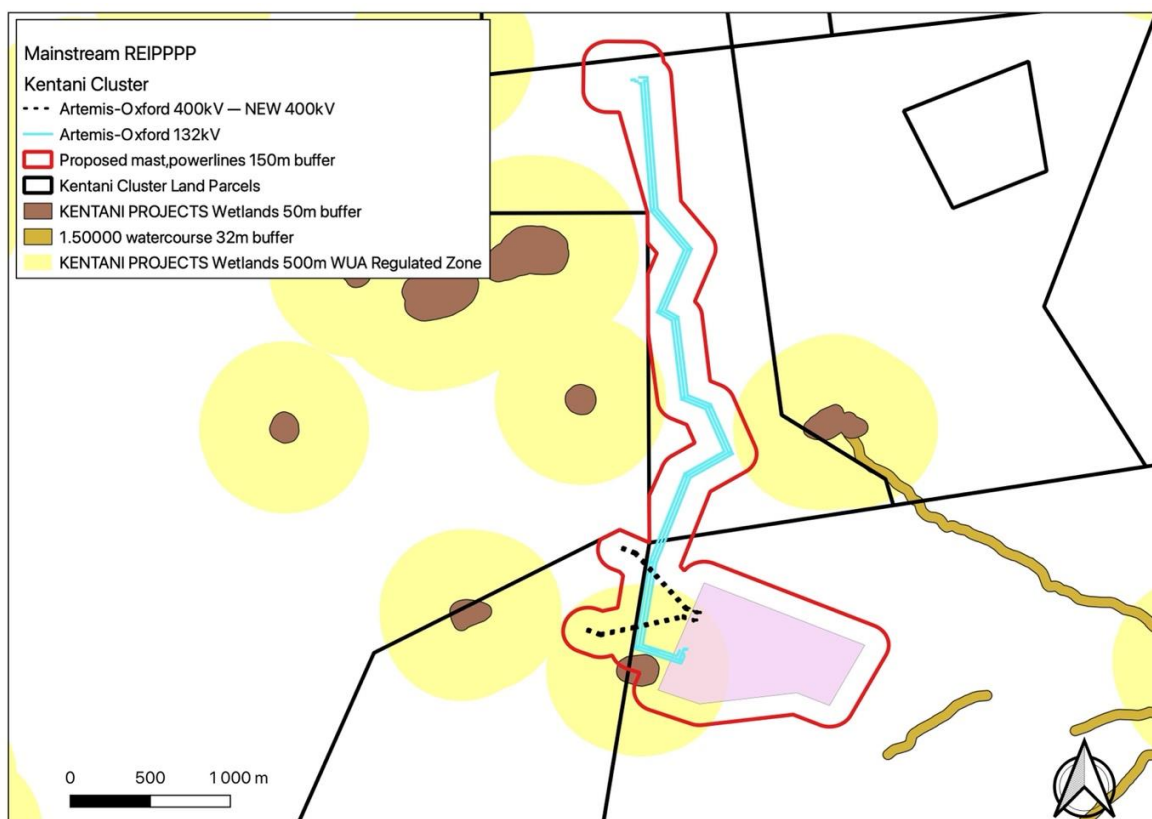 Mainstream REIPPPP
Kentani Cluster
Artemis-Oxford 400kV — NEW 400kV
Artemis-Oxford 132kV
Proposed mast,powerlines 150m buffer
Kentani Cluster Land Parcels
KENTANI PROJECTS Wetlands 50m buffer
1.50000 watercourse 32m buffer
KENTANI PROJECTS Wetlands 500m WUA Regulated Zone
0 500 1 000 m